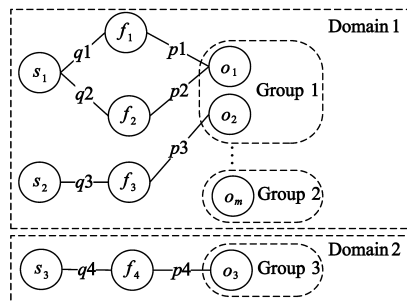 Domain 1
f1
q1
p1
s1
o1
Group 1
q2
p2
f2
o2
p3
s2
q3
f3
Group 2
om
Domain 2
s3
q4
f4
p4
o3
Group 3